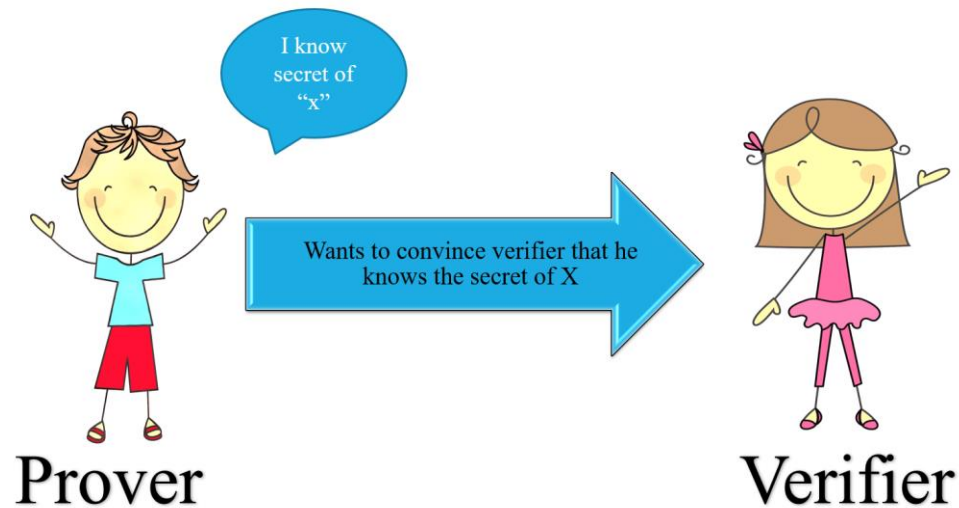 I know
secret of
“x”
Wants to convince verifier that he
knows the secret of X
Prover
Verifier